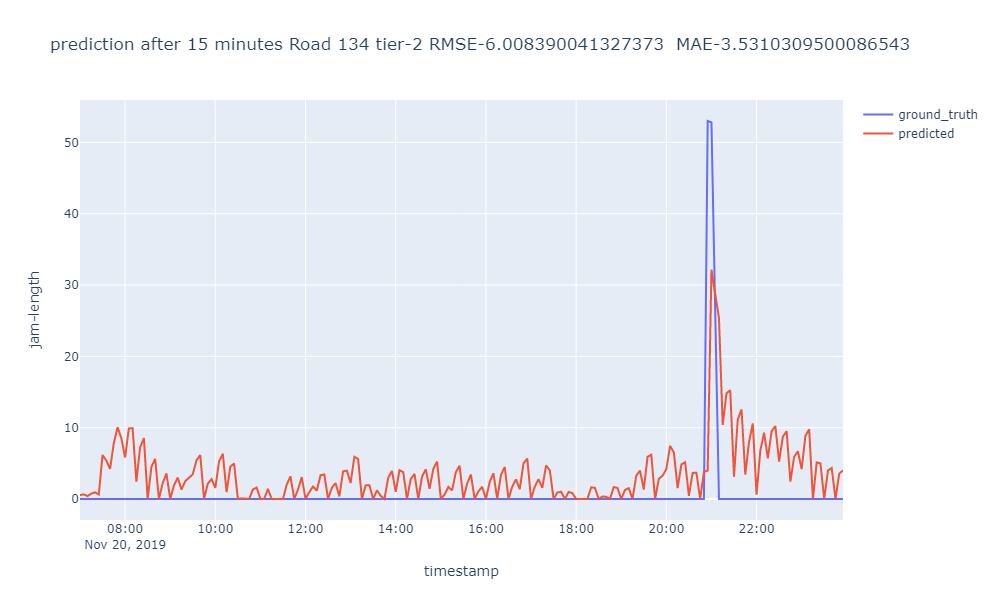 prediction after 15 minutes Road 134 tier-2 RMSE-6.008390041327373  MAE-3.5310309500086543
ground_truth
predicted
jam-length
50
40
30
20
10
0
08:00 10:00 12:00 14:00 16:00 18:00 20:00 22:00
Nov 20, 2019
timestamp